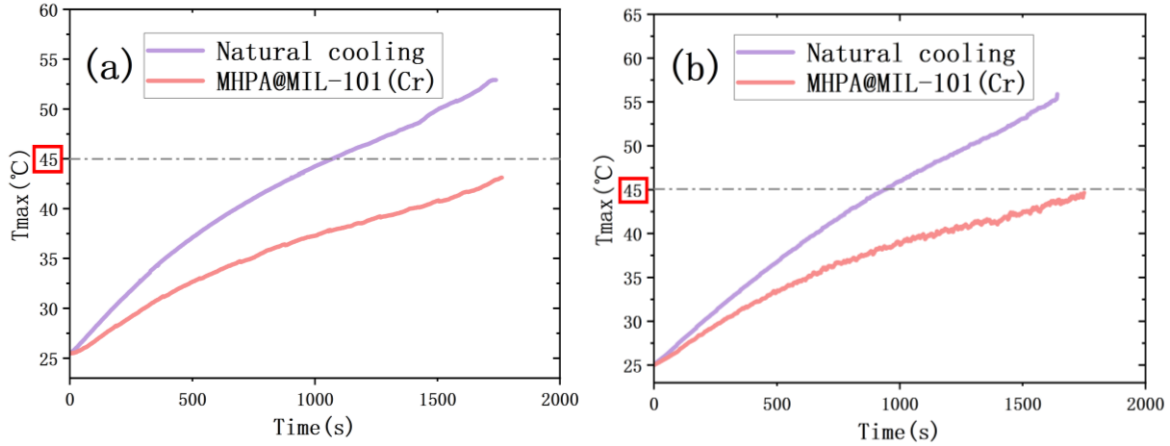 (a)
Natural cooling
MHPA@MIL-101(Cr)
60
55
50
45
40
35
30
25
Tmax(℃)
0 500 1000 1500 2000
Time(s)
(b)
Natural cooling
MHPA@MIL-101(Cr)
65
60
55
50
45
40
35
30
25
Tmax(℃)
0 500 1000 1500 2000
Time(s)